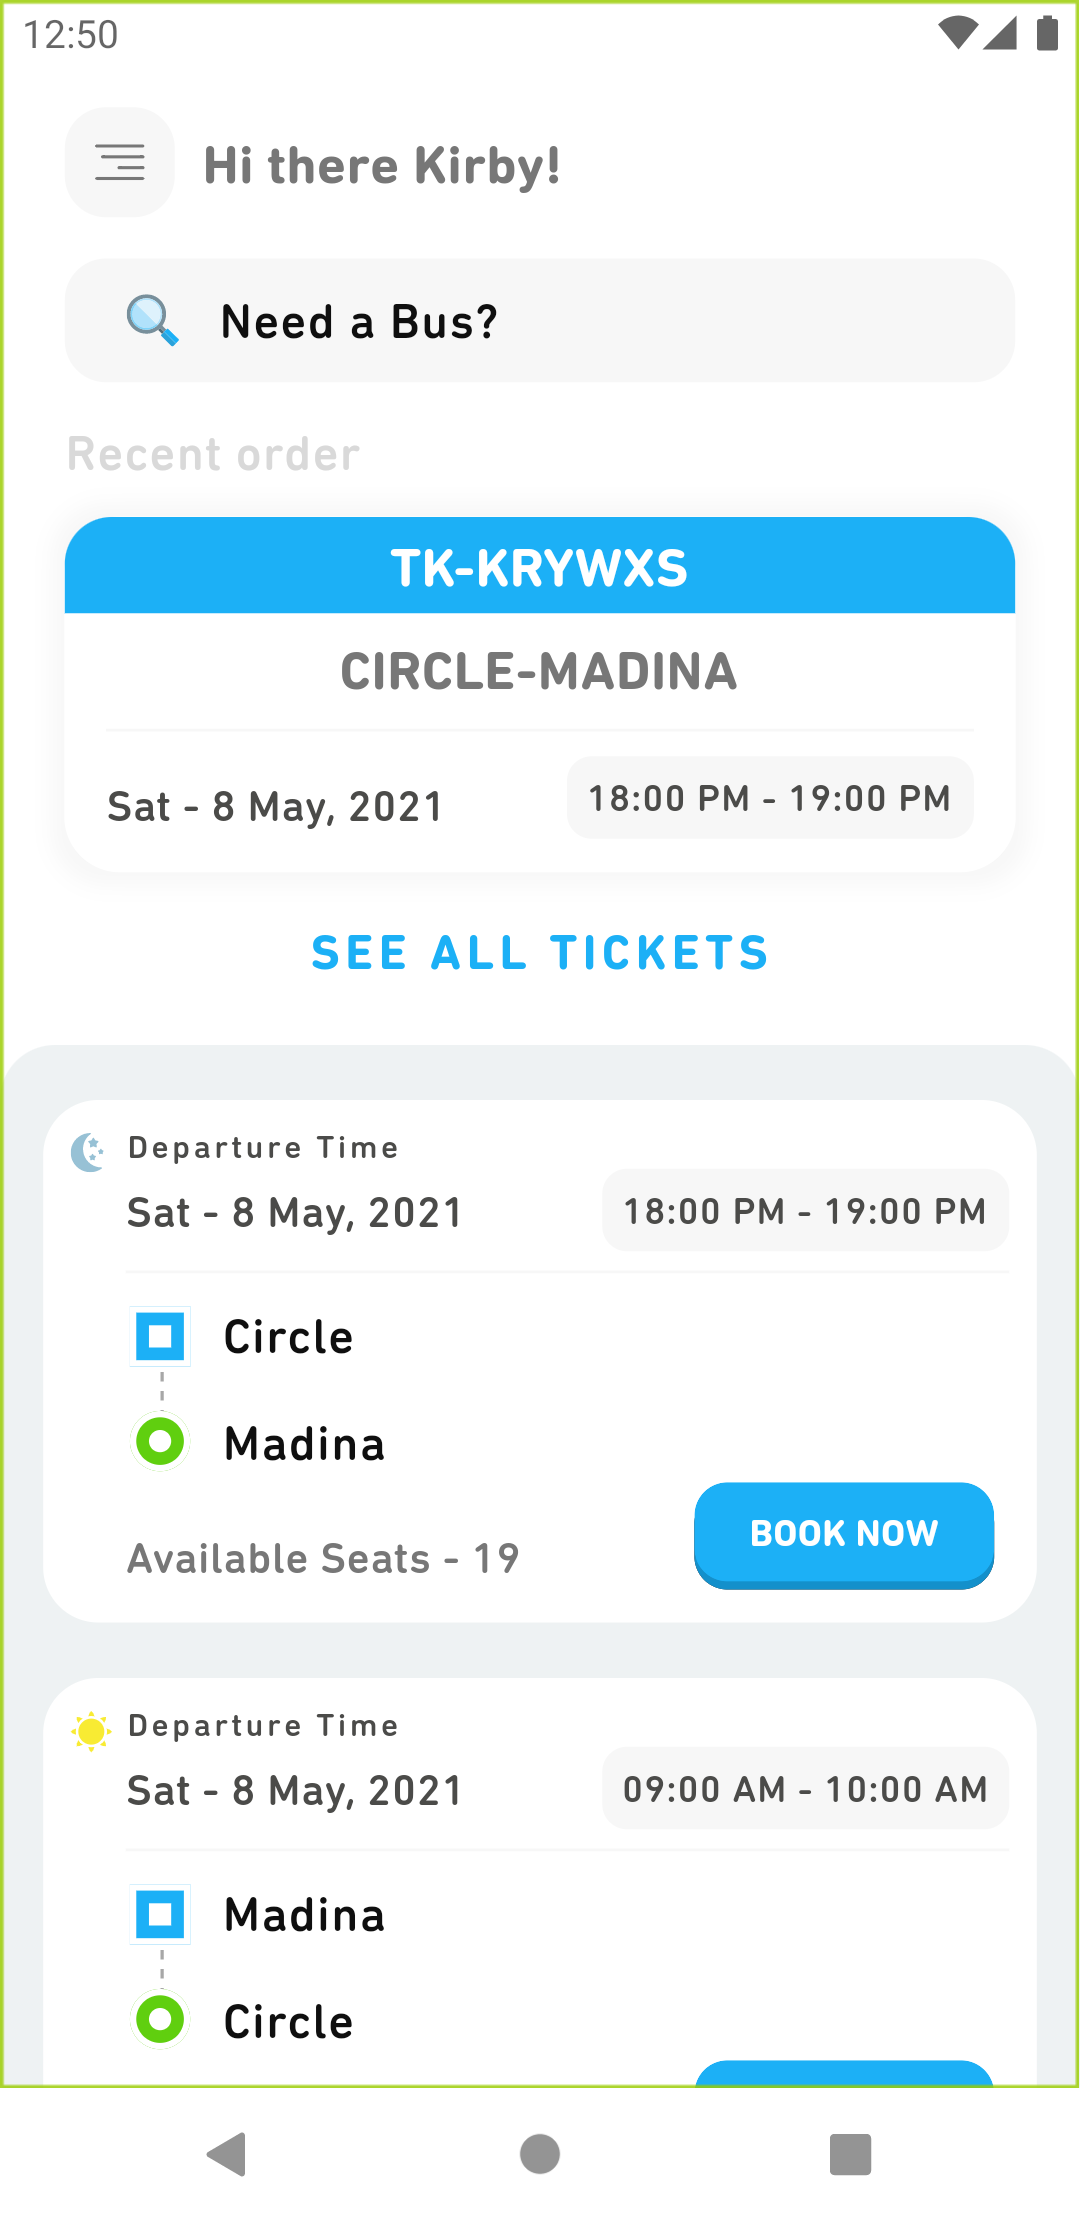 12:50
Hi there Kirby!
Need a Bus?
Recent order
TK-KRYWXS
CIRCLE-MADINA
Sat - 8 May, 2021
18:00 PM - 19:00 PM
SEE ALL TICKETS
Departure Time
Sat - 8 May, 2021
18:00 PM - 19:00 PM
Circle
Madina
Available Seats - 19
BOOK NOW
Departure Time
Sat - 8 May, 2021
09:00 AM - 10:00 AM
Madina
Circle